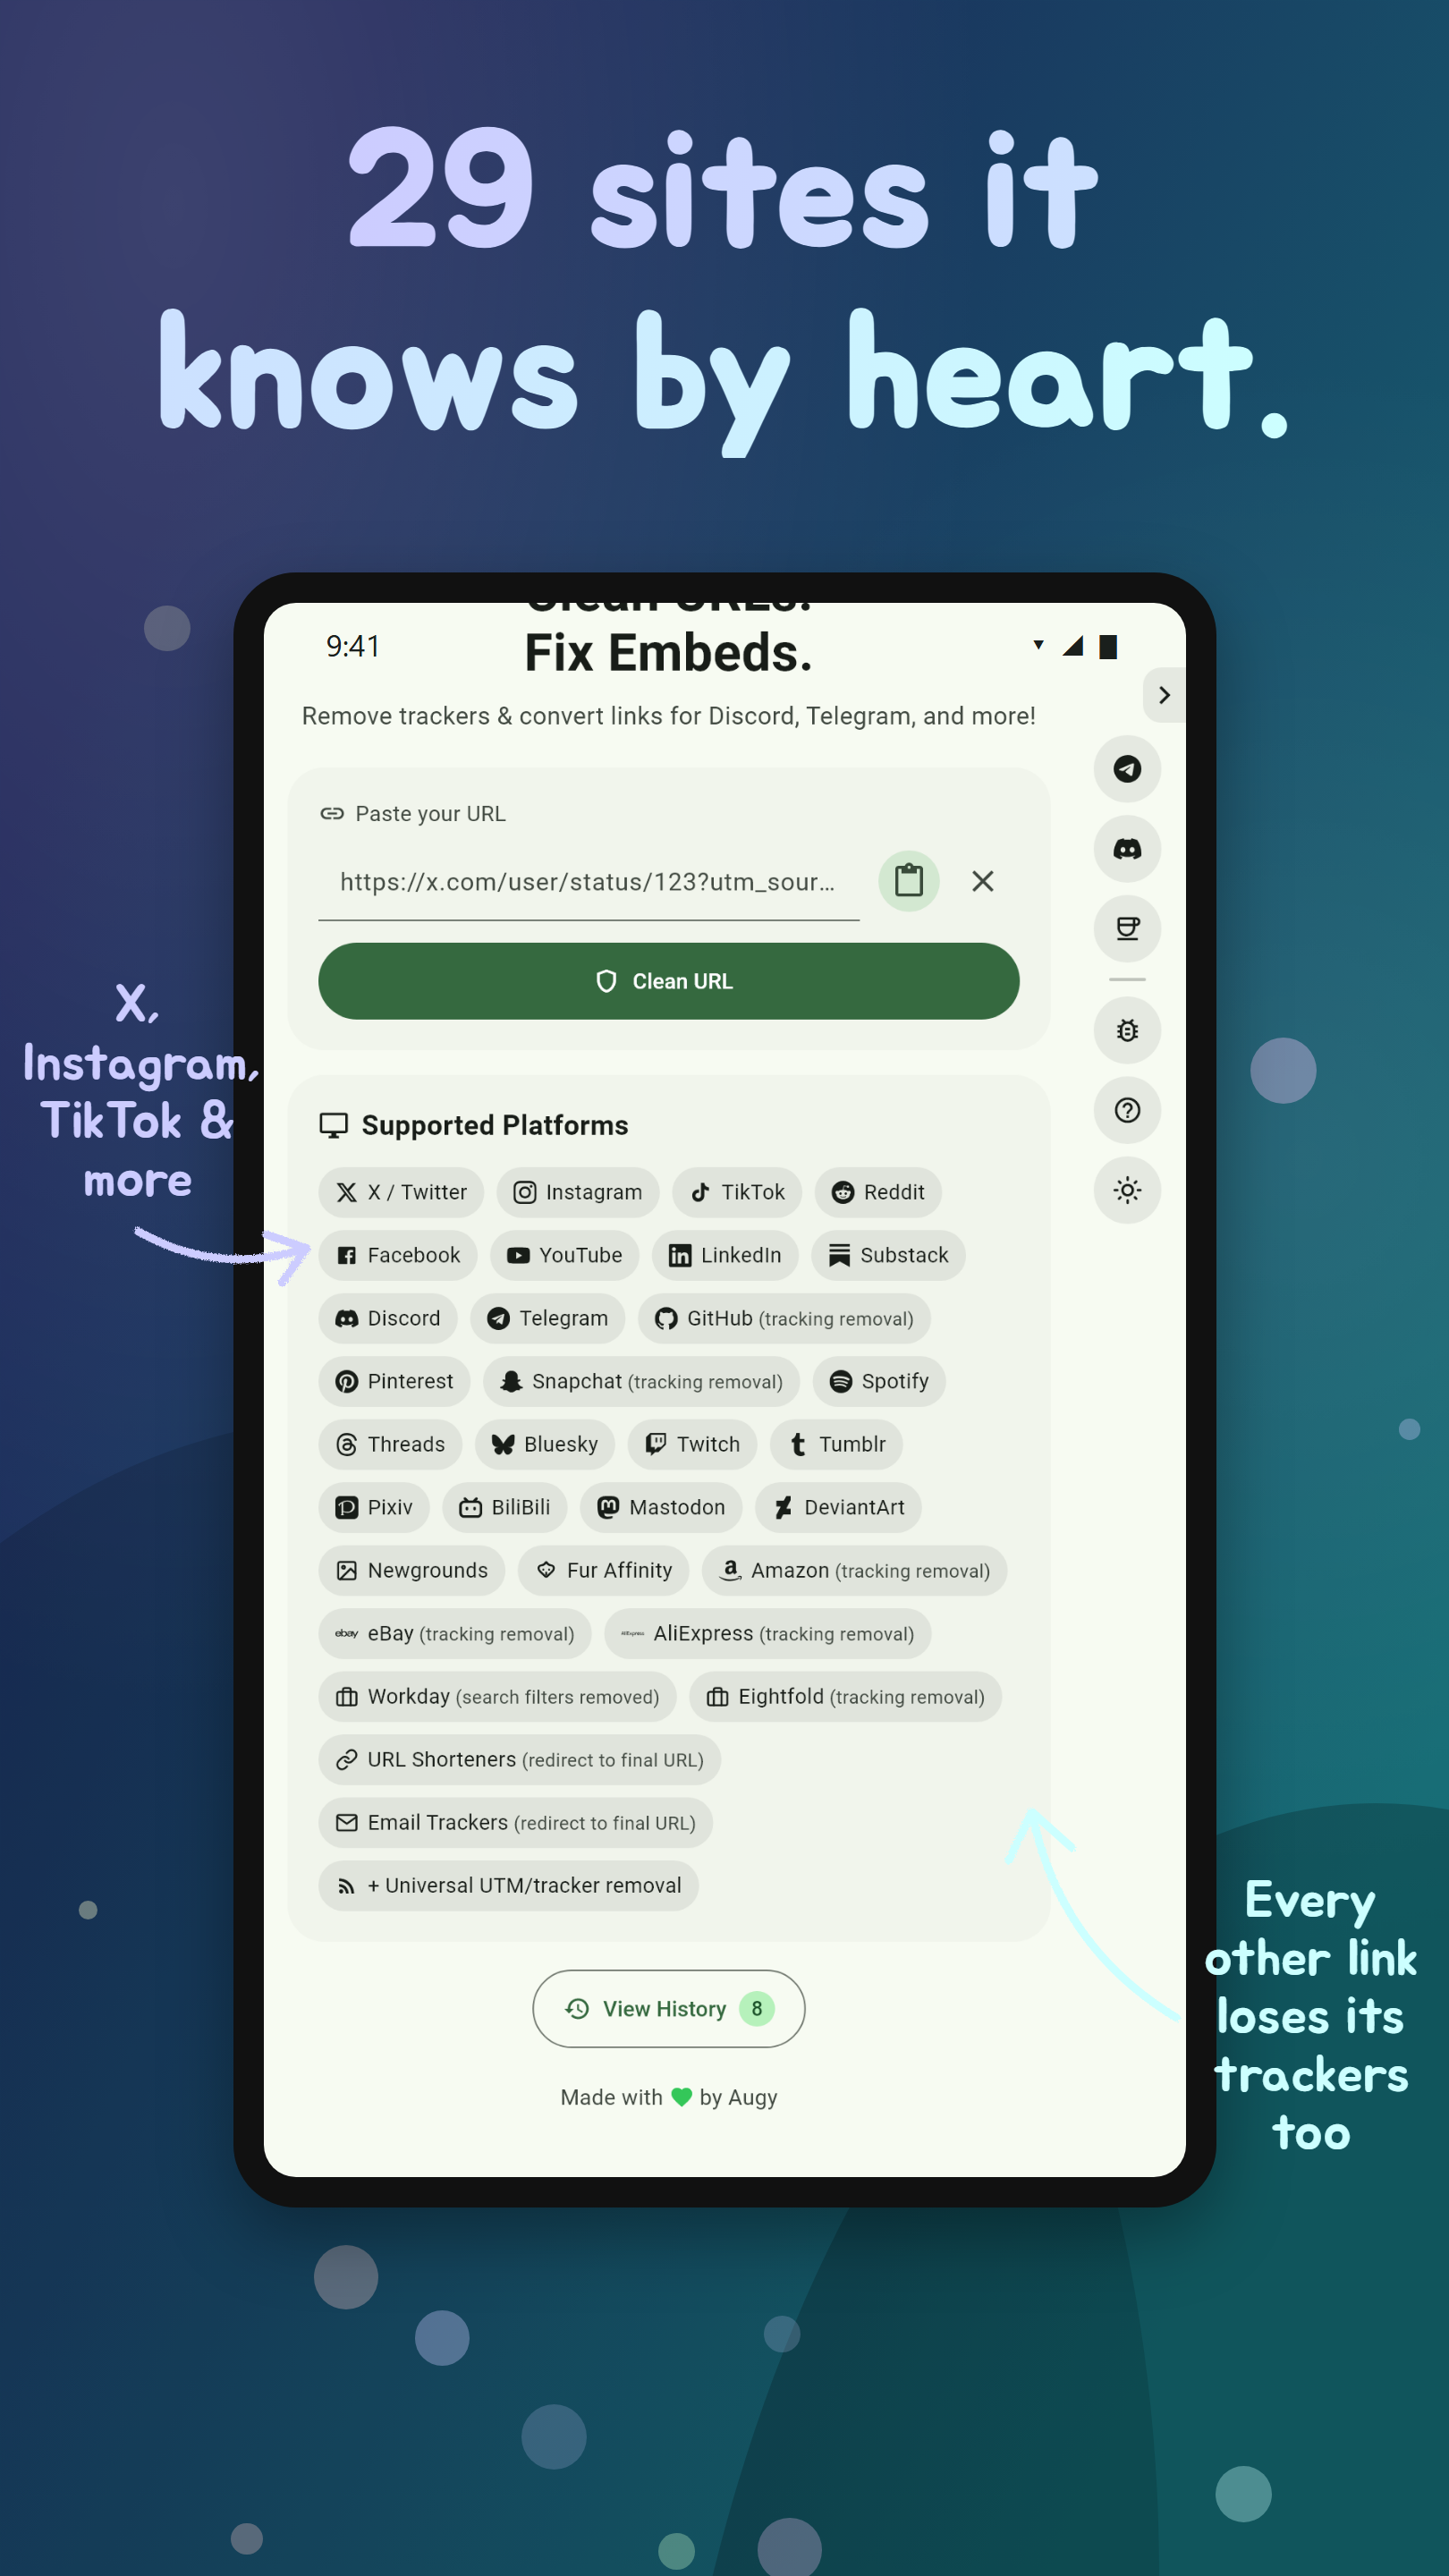 29 sites it
knows by heart.
Clean URLs.
9:41
Fix Embeds.
Remove trackers & convert links for Discord, Telegram, and more!
Paste your URL
https://x.com/user/status/123?utm_sour...
Clean URL
X,
Instagram,
TikTok &
more
Supported Platforms
X / Twitter
Instagram
TikTok
Reddit
Facebook
YouTube
LinkedIn
Substack
Discord
Telegram
GitHub (tracking removal)
Pinterest
Snapchat (tracking removal)
Spotify
Threads
Bluesky
Twitch
Tumblr
Pixiv
BiliBili
Mastodon
DeviantArt
Newgrounds
Fur Affinity
Amazon (tracking removal)
ebay eBay (tracking removal)
AliExpress AliExpress (tracking removal)
Workday (search filters removed)
Eightfold (tracking removal)
URL Shorteners (redirect to final URL)
Email Trackers (redirect to final URL)
+ Universal UTM/tracker removal
Every
other link
loses its
trackers
too
View History 8
Made with 💚 by Augy